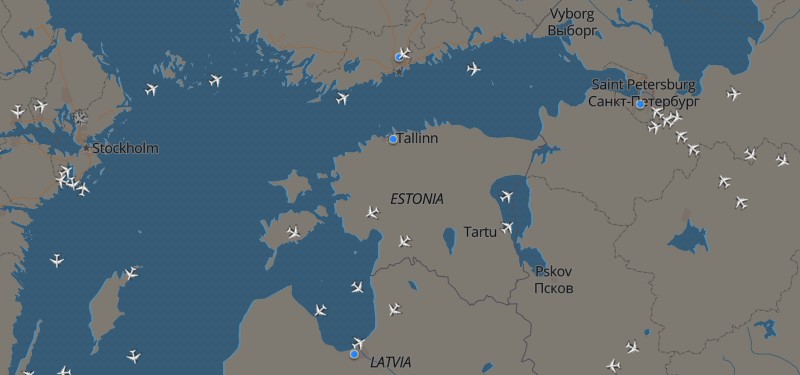 Vyborg
Выборг
Saint Petersburg
Санкт-Петербург
Tallinn
Stockholm
ESTONIA
Tartu
Pskov
Псков
LATVIA